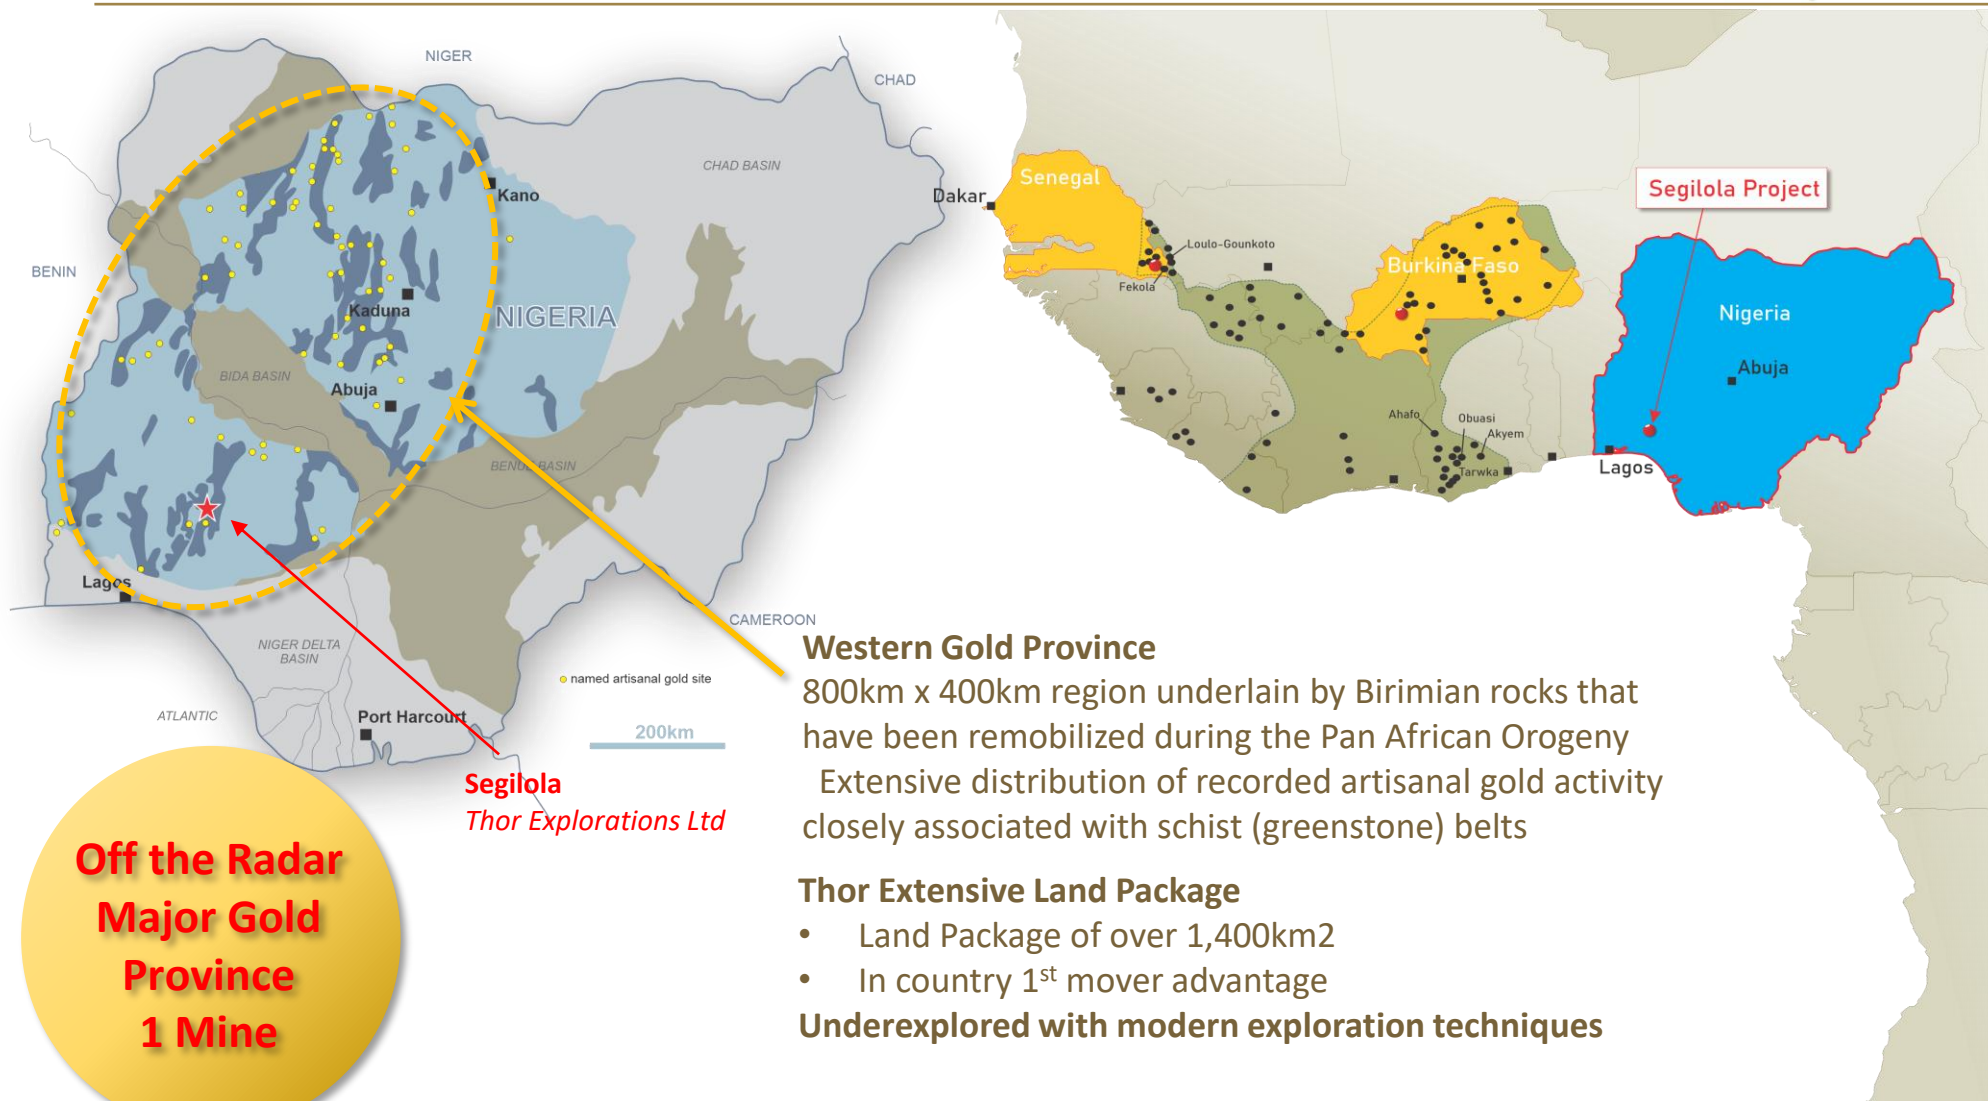 NIGER
CHAD
CHAD BASIN
Kano
BENIN
NIGERIA
Kaduna
BIDA BASIN
Abuja
BENUE BASIN
Lagos
CAMEROON
NIGER DELTA
BASIN
named artisanal gold site
ATLANTIC
Port Harcourt
200km
Segilola
Thor Explorations Ltd
Off the Radar
Major Gold
Province
1 Mine
Dakar
Senegal
Loulo-Gounkoto
Fekola
Burkina Faso
Segilola Project
Nigeria
Abuja
Ahafo
Obuasi
Akyem
Tarwka
Lagos
Western Gold Province
800km x 400km region underlain by Birimian rocks that
have been remobilized during the Pan African Orogeny
Extensive distribution of recorded artisanal gold activity
closely associated with schist (greenstone) belts
Thor Extensive Land Package
• Land Package of over 1,400km2
• In country 1st mover advantage
Underexplored with modern exploration techniques